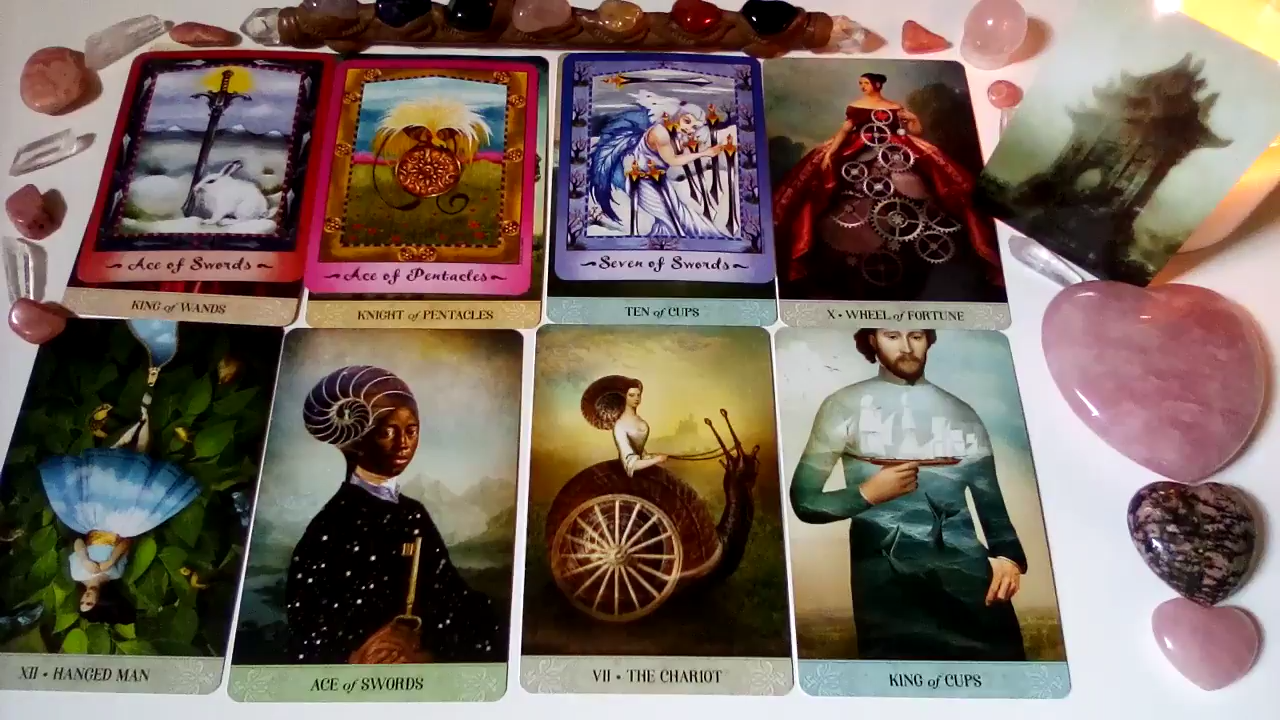 Ace of Swords
Ace of Pentacles
Seven of Swords
KING of WANDS
KNIGHT of PENTACLES
TEN of CUPS
X • WHEEL of FORTUNE
XII • HANGED MAN
ACE of SWORDS
VII • THE CHARIOT
KING of CUPS